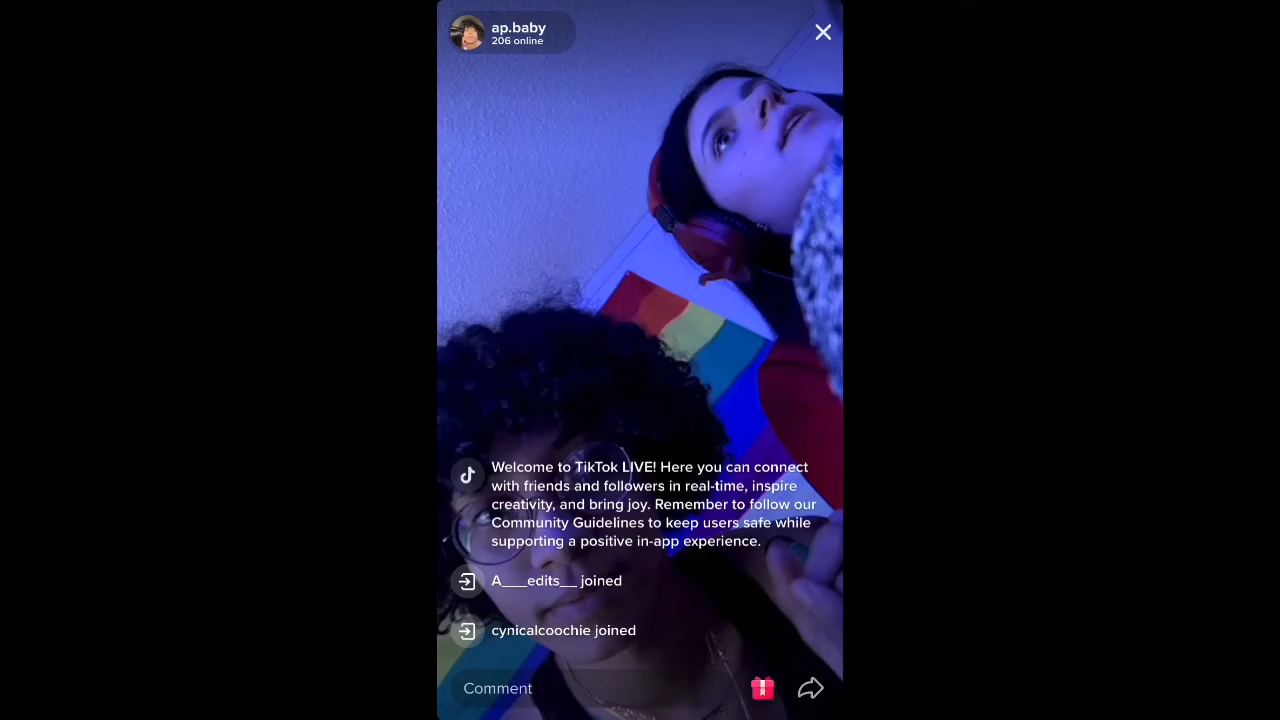 ap.baby
206 online
Welcome to TikTok LIVE! Here you can connect
with friends and followers in real-time, inspire
creativity, and bring joy. Remember to follow our
Community Guidelines to keep users safe while
supporting a positive in-app experience.
A___edits__ joined
cynicalcoochie joined
Comment